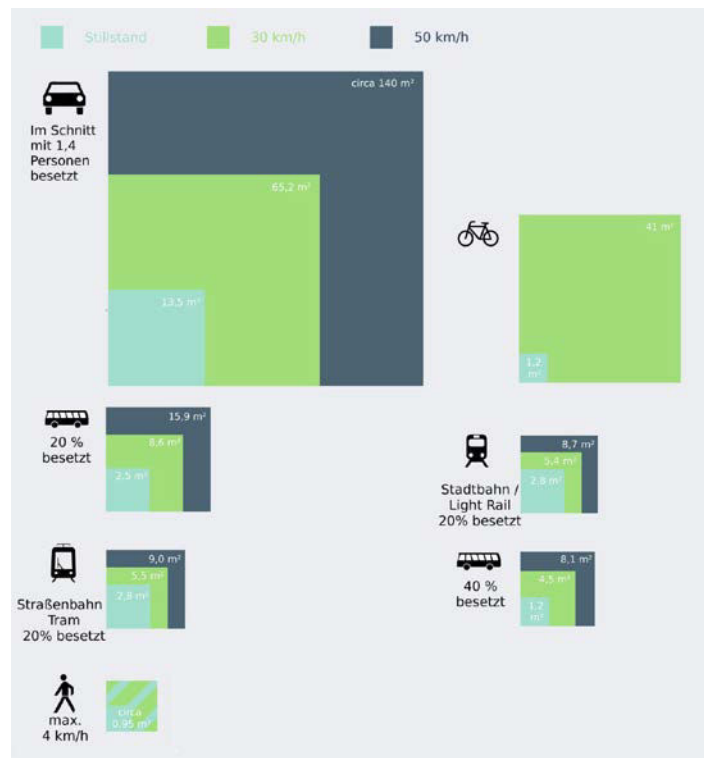 Stillstand
30 km/h
50 km/h
circa 140 m²
65,2 m²
13,5 m²
Im Schnitt
mit 1,4
Personen
besetzt
41 m²
1,2
m²
15,9 m²
8,6 m²
2,5 m²
20 %
besetzt
8,7 m²
5,4 m²
2,8 m²
Stadtbahn /
Light Rail
20% besetzt
9,0 m²
5,5 m²
2,8 m²
Straßenbahn
Tram
20% besetzt
8,1 m²
4,5 m²
1,2
m²
40 %
besetzt
circa
0,95 m²
max.
4 km/h